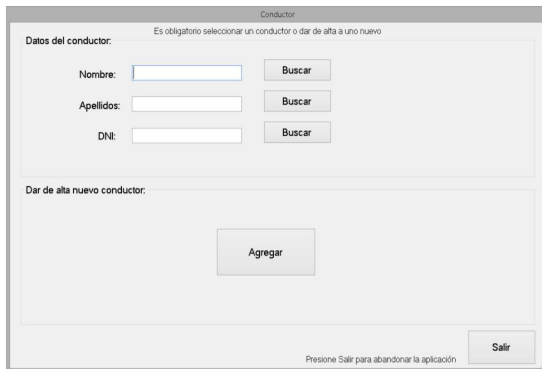 Conductor
Es obligatorio seleccionar un conductor o dar de alta a uno nuevo
Datos del conductor:
Nombre: Buscar
Apellidos: Buscar
DNI: Buscar
Dar de alta nuevo conductor:
Agregar
Salir
Presione Salir para abandonar la aplicación